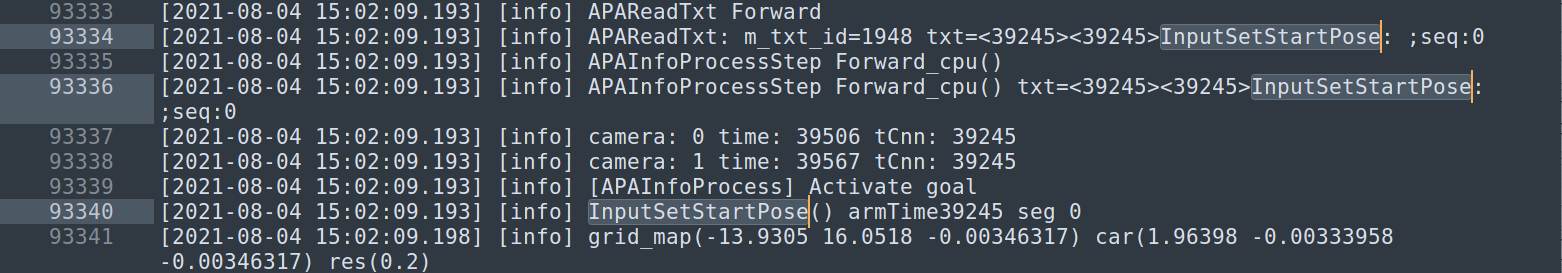 93333 [2021-08-04 15:02:09.193] [info] APAReadTxt Forward
93334 [2021-08-04 15:02:09.193] [info] APAReadTxt: m_txt_id=1948 txt=<39245><39245>InputSetStartPose: ;seq:0
93335 [2021-08-04 15:02:09.193] [info] APAInfoProcessStep Forward_cpu()
93336 [2021-08-04 15:02:09.193] [info] APAInfoProcessStep Forward_cpu() txt=<39245><39245>InputSetStartPose:
;seq:0
93337 [2021-08-04 15:02:09.193] [info] camera: 0 time: 39506 tCnn: 39245
93338 [2021-08-04 15:02:09.193] [info] camera: 1 time: 39567 tCnn: 39245
93339 [2021-08-04 15:02:09.193] [info] [APAInfoProcess] Activate goal
93340 [2021-08-04 15:02:09.193] [info] InputSetStartPose() armTime39245 seg 0
93341 [2021-08-04 15:02:09.198] [info] grid_map(-13.9305 16.0518 -0.00346317) car(1.96398 -0.00333958
-0.00346317) res(0.2)